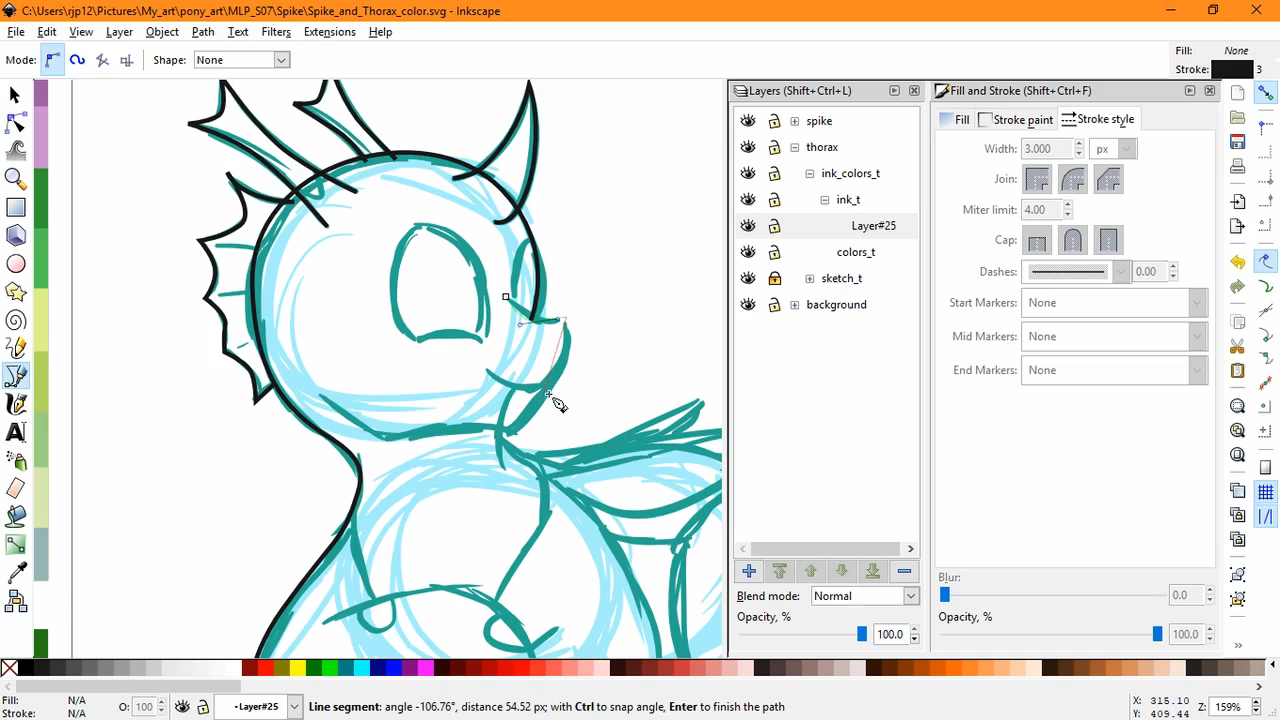 C:\Users\rjp12\Pictures\My_art\pony_art\MLP_S07\Spike\Spike_and_Thorax_color.svg - Inkscape
File Edit View Layer Object Path Text Filters Extensions Help
Mode: Shape: None
Fill: None
Stroke: 3
Layers (Shift+Ctrl+L)
spike
thorax
ink_colors_t
ink_t
Layer#25
colors_t
sketch_t
background
Blend mode: Normal
Opacity, % 100.0
Fill and Stroke (Shift+Ctrl+F)
Fill Stroke paint Stroke style
Width: 3.000 px
Join:
Miter limit: 4.00
Cap:
Dashes: 0.00
Start Markers: None
Mid Markers: None
End Markers: None
Blur: 0.0
Opacity, % 100.0
Fill: N/A
Stroke: N/A
O: 100
•Layer#25
Line segment: angle -106.76°, distance 54.52 px; with Ctrl to snap angle, Enter to finish the path
X: 315.10
Y: 409.44
Z: 159%